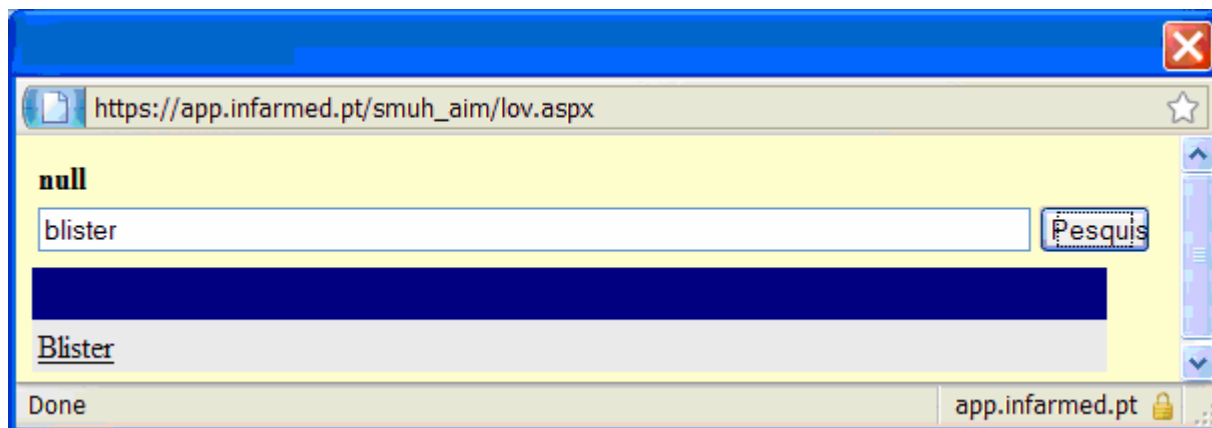 https://app.infarmed.pt/smuh_aim/lov.aspx
null
blister Pesquis
Blister
Done app.infarmed.pt